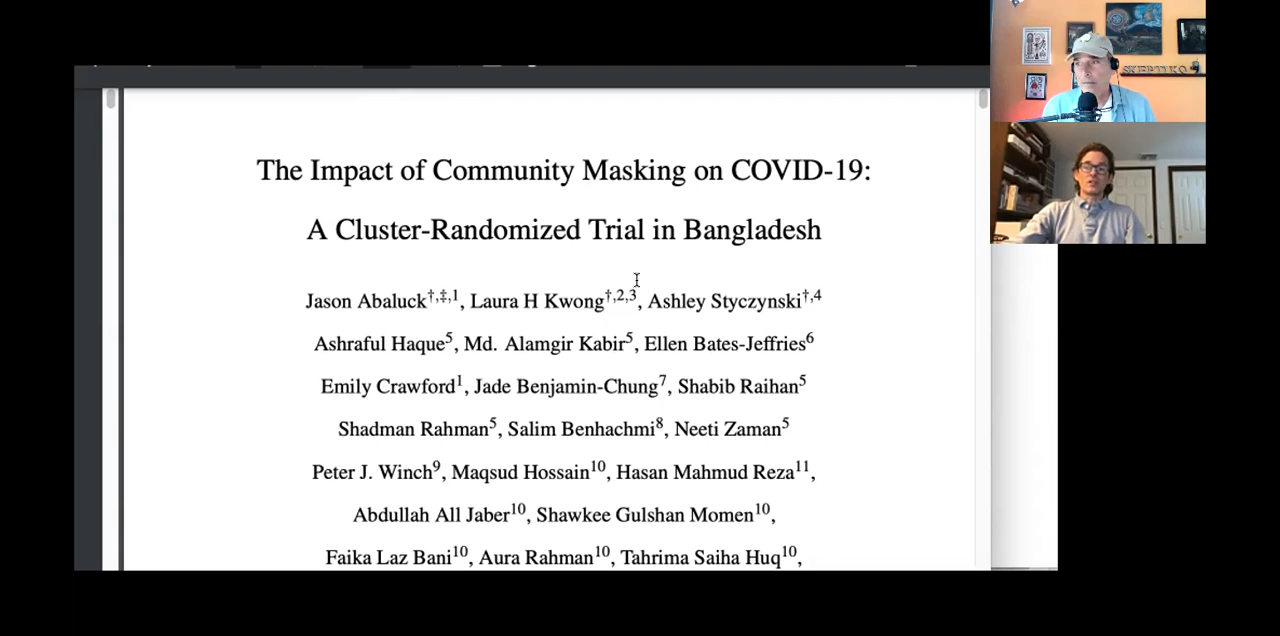 The Impact of Community Masking on COVID-19:
A Cluster-Randomized Trial in Bangladesh
Jason Abaluck†,‡,1, Laura H Kwong†,2,3, Ashley Styczynski†,4
Ashraful Haque5, Md. Alamgir Kabir5, Ellen Bates-Jeffries6
Emily Crawford1, Jade Benjamin-Chung7, Shabib Raihan5
Shadman Rahman5, Salim Benhachmi8, Neeti Zaman5
Peter J. Winch9, Maqsud Hossain10, Hasan Mahmud Reza11,
Abdullah All Jaber10, Shawkee Gulshan Momen10,
Faika Laz Bani10, Aura Rahman10, Tahrima Saiha Huq10,
SKEPTIKO